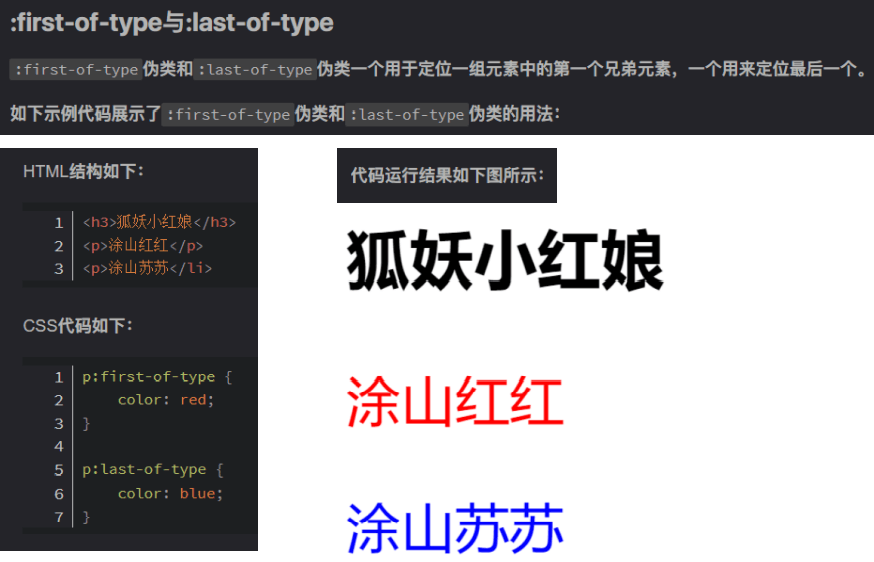 :first-of-type与:last-of-type
:first-of-type伪类和:last-of-type伪类一个用于定位一组元素中的第一个兄弟元素，一个用来定位最后一个。
如下示例代码展示了:first-of-type伪类和:last-of-type伪类的用法：
HTML结构如下：
1 <h3>狐妖小红娘</h3>
2 <p>涂山红红</p>
3 <p>涂山苏苏</li>
CSS代码如下：
1 p:first-of-type {
2 color: red;
3 }
4
5 p:last-of-type {
6 color: blue;
7 }
代码运行结果如下图所示：
狐妖小红娘
涂山红红
涂山苏苏